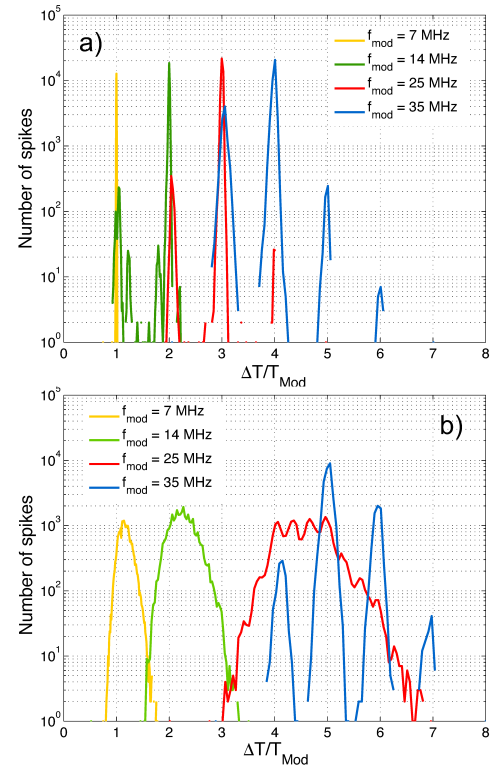 a)
f_mod = 7 MHz
f_mod = 14 MHz
f_mod = 25 MHz
f_mod = 35 MHz
Number of spikes
10^5
10^4
10^3
10^2
10^1
10^0
0 1 2 3 4 5 6 7 8
ΔT/T_Mod
b)
f_mod = 7 MHz
f_mod = 14 MHz
f_mod = 25 MHz
f_mod = 35 MHz
Number of spikes
10^5
10^4
10^3
10^2
10^1
10^0
0 1 2 3 4 5 6 7 8
ΔT/T_Mod